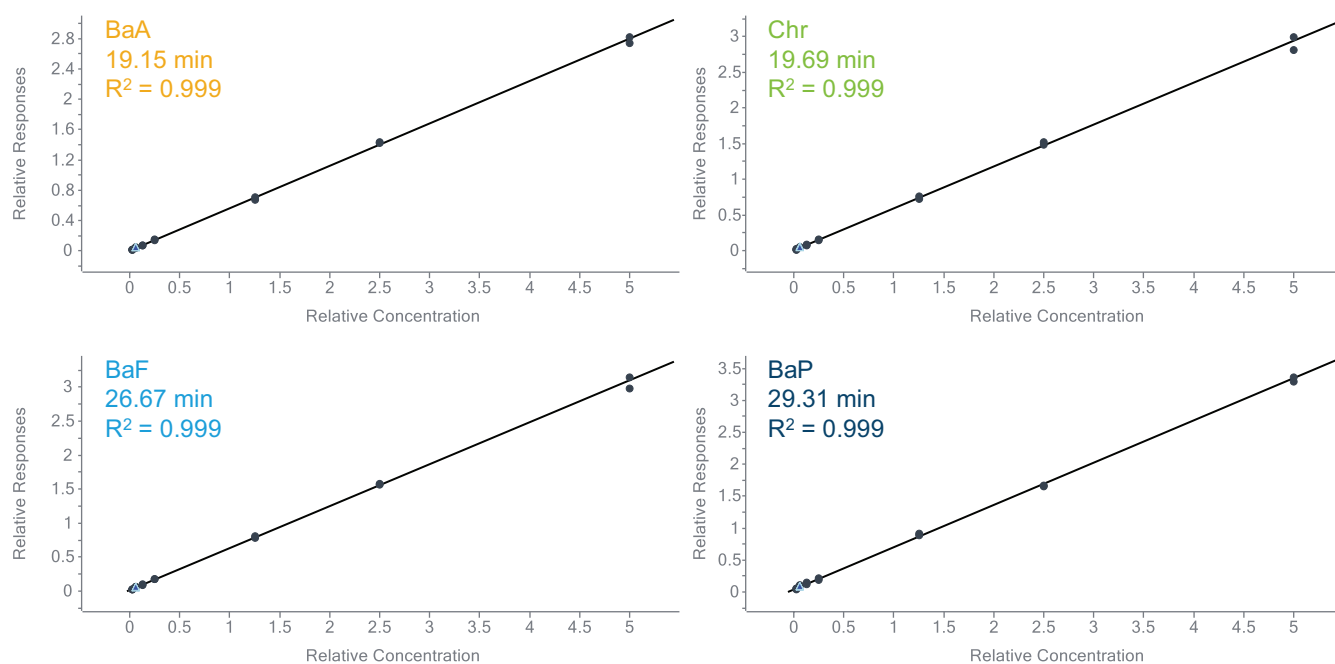 BaA
19.15 min
R² = 0.999
Relative Responses
2.8
2.4
2
1.6
1.2
0.8
0.4
0
0 0.5 1 1.5 2 2.5 3 3.5 4 4.5 5
Relative Concentration
Chr
19.69 min
R² = 0.999
Relative Responses
3
2.5
2
1.5
1
0.5
0
0 0.5 1 1.5 2 2.5 3 3.5 4 4.5 5
Relative Concentration
BaF
26.67 min
R² = 0.999
Relative Responses
3
2.5
2
1.5
1
0.5
0
0 0.5 1 1.5 2 2.5 3 3.5 4 4.5 5
Relative Concentration
BaP
29.31 min
R² = 0.999
Relative Responses
3.5
3
2.5
2
1.5
1
0.5
0
0 0.5 1 1.5 2 2.5 3 3.5 4 4.5 5
Relative Concentration